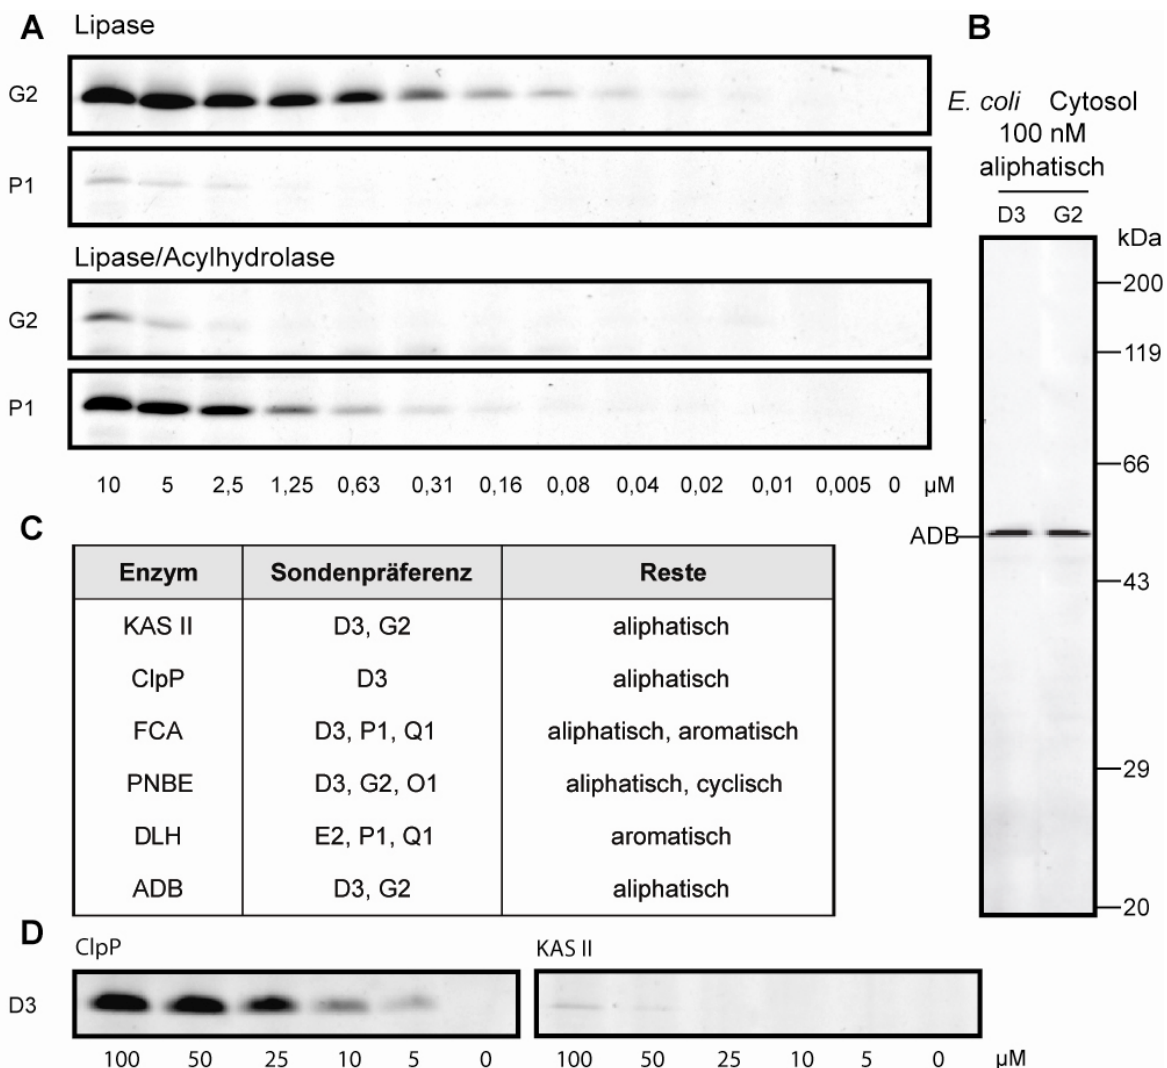 A
Lipase
G2
P1
Lipase/Acylhydrolase
G2
P1
10 5 2,5 1,25 0,63 0,31 0,16 0,08 0,04 0,02 0,01 0,005 0 µM
B
E. coli Cytosol
100 nM
aliphatisch
D3 G2
kDa
200
119
66
ADB
43
29
20
C
Enzym Sondenpräferenz Reste
KAS II D3, G2 aliphatisch
ClpP D3 aliphatisch
FCA D3, P1, Q1 aliphatisch, aromatisch
PNBE D3, G2, O1 aliphatisch, cyclisch
DLH E2, P1, Q1 aromatisch
ADB D3, G2 aliphatisch
D
ClpP KAS II
D3
100 50 25 10 5 0 100 50 25 10 5 0 µM